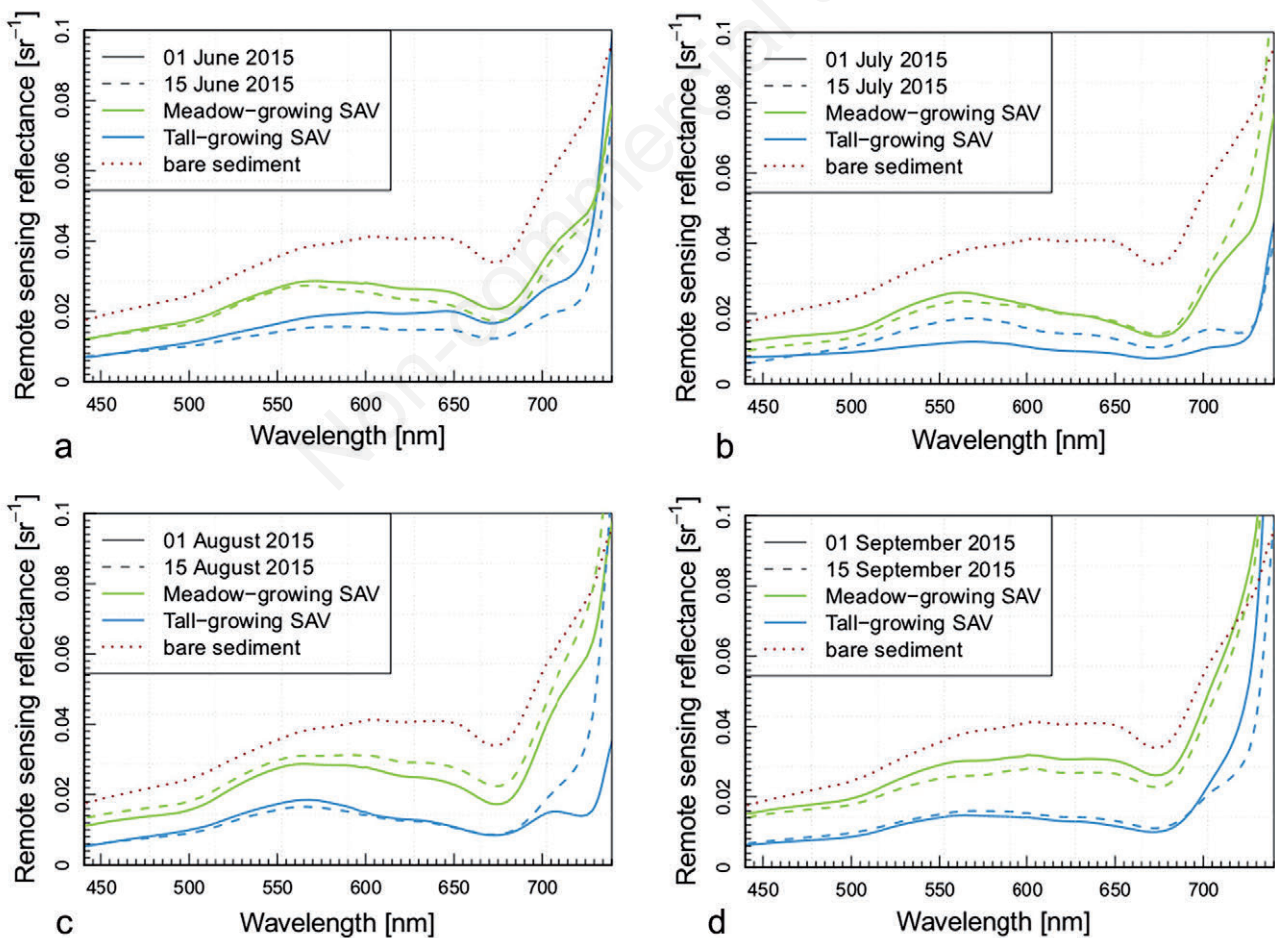 Non-commercial
Remote sensing reflectance [sr⁻¹]
0 0.02 0.04 0.06 0.08 0.1
01 June 2015
15 June 2015
Meadow-growing SAV
Tall-growing SAV
bare sediment
450 500 550 600 650 700
Wavelength [nm]
a
Remote sensing reflectance [sr⁻¹]
0 0.02 0.04 0.06 0.08 0.1
01 July 2015
15 July 2015
Meadow-growing SAV
Tall-growing SAV
bare sediment
450 500 550 600 650 700
Wavelength [nm]
b
Remote sensing reflectance [sr⁻¹]
0 0.02 0.04 0.06 0.08 0.1
01 August 2015
15 August 2015
Meadow-growing SAV
Tall-growing SAV
bare sediment
450 500 550 600 650 700
Wavelength [nm]
c
Remote sensing reflectance [sr⁻¹]
0 0.02 0.04 0.06 0.08 0.1
01 September 2015
15 September 2015
Meadow-growing SAV
Tall-growing SAV
bare sediment
450 500 550 600 650 700
Wavelength [nm]
d